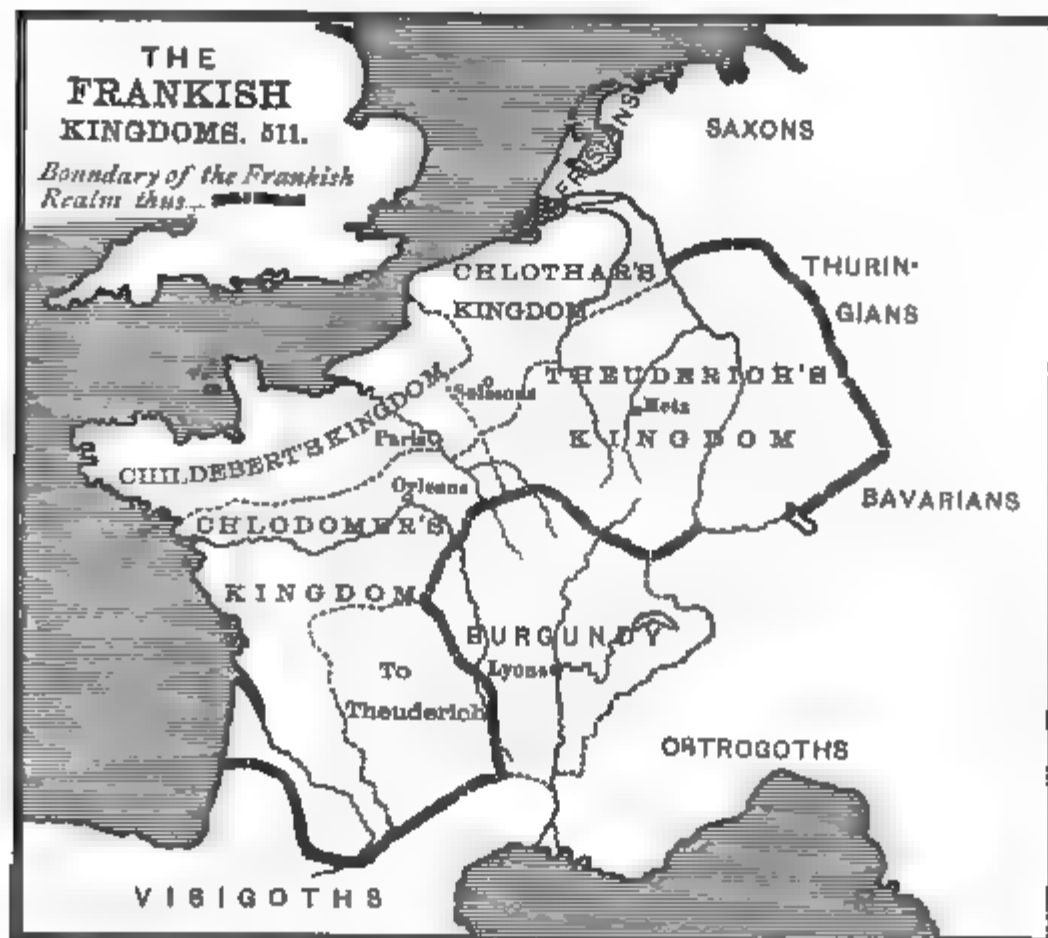 THE
FRANKISH
KINGDOMS. 511.
Boundary of the Frankish
Realm thus
FRISIANS
SAXONS
CHLOTHAR'S
KINGDOM
THURIN-
GIANS
THEUDERICH'S
KINGDOM
Soissons
Metz
CHILDEBERT'S KINGDOM
Paris
Orleans
BAVARIANS
CHLODOMER'S
KINGDOM
BURGUNDY
Lyons
To
Theuderich
OSTROGOTHS
VISIGOTHS